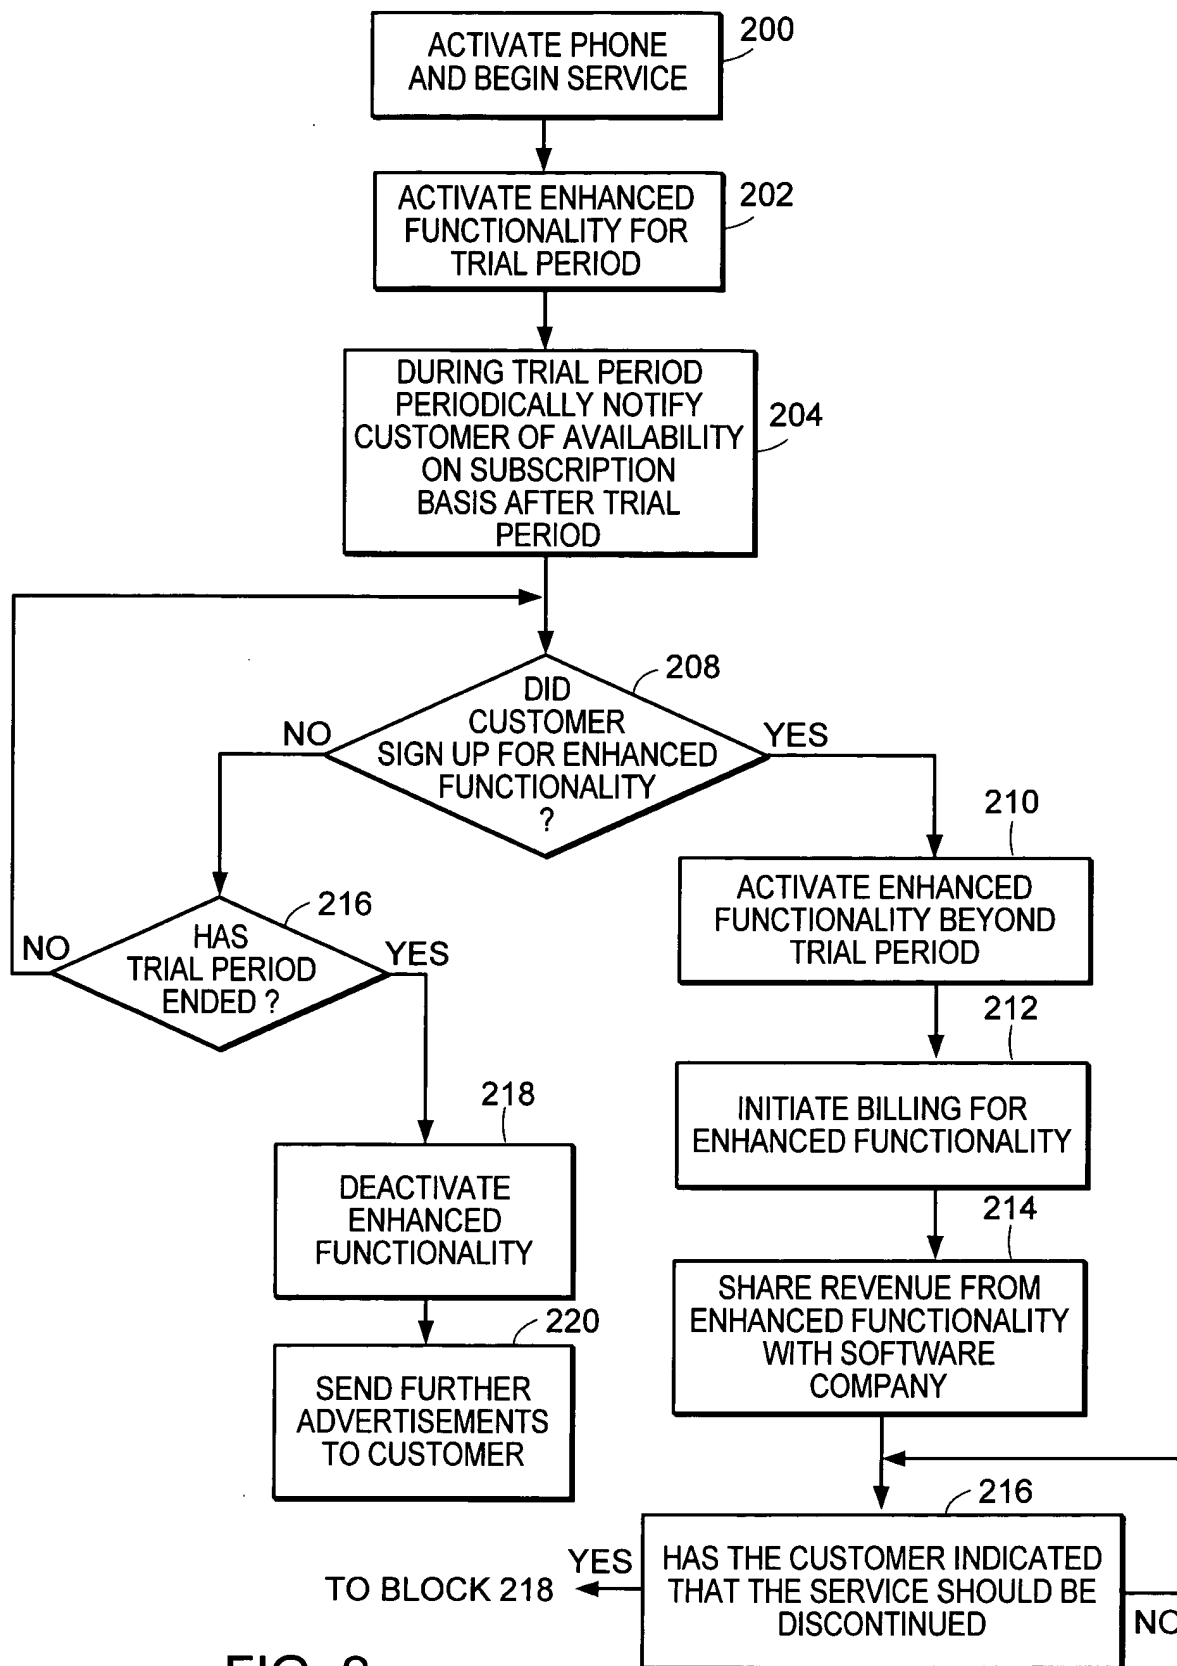 200
ACTIVATE PHONE
AND BEGIN SERVICE
202
ACTIVATE ENHANCED
FUNCTIONALITY FOR
TRIAL PERIOD
204
DURING TRIAL PERIOD
PERIODICALLY NOTIFY
CUSTOMER OF AVAILABILITY
ON SUBSCRIPTION
BASIS AFTER TRIAL
PERIOD
208
DID
CUSTOMER
SIGN UP FOR ENHANCED
FUNCTIONALITY
?
NO
YES
216
HAS
TRIAL PERIOD
ENDED ?
NO
YES
210
ACTIVATE ENHANCED
FUNCTIONALITY BEYOND
TRIAL PERIOD
212
INITIATE BILLING FOR
ENHANCED FUNCTIONALITY
218
DEACTIVATE
ENHANCED
FUNCTIONALITY
214
SHARE REVENUE FROM
ENHANCED FUNCTIONALITY
WITH SOFTWARE
COMPANY
220
SEND FURTHER
ADVERTISEMENTS
TO CUSTOMER
216
HAS THE CUSTOMER INDICATED
THAT THE SERVICE SHOULD BE
DISCONTINUED
YES
TO BLOCK 218
NO
FIG.